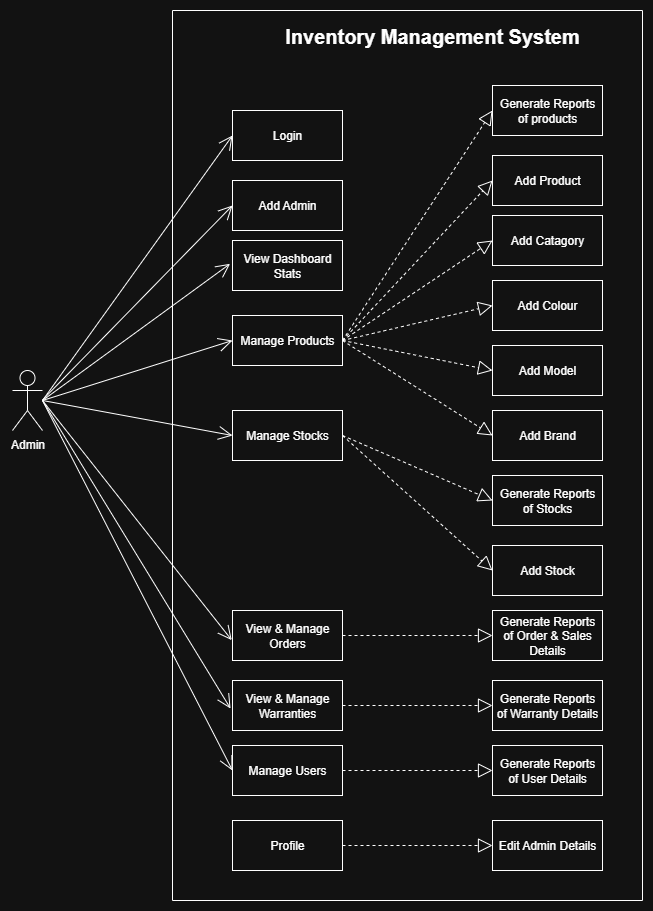 Inventory Management System
Generate Reports
of products
Login
Add Product
Add Admin
Add Catagory
View Dashboard
Stats
Add Colour
Manage Products
Add Model
Admin
Manage Stocks
Add Brand
Generate Reports
of Stocks
Add Stock
View & Manage
Orders
Generate Reports
of Order & Sales
Details
View & Manage
Warranties
Generate Reports
of Warranty Details
Manage Users
Generate Reports
of User Details
Profile
Edit Admin Details